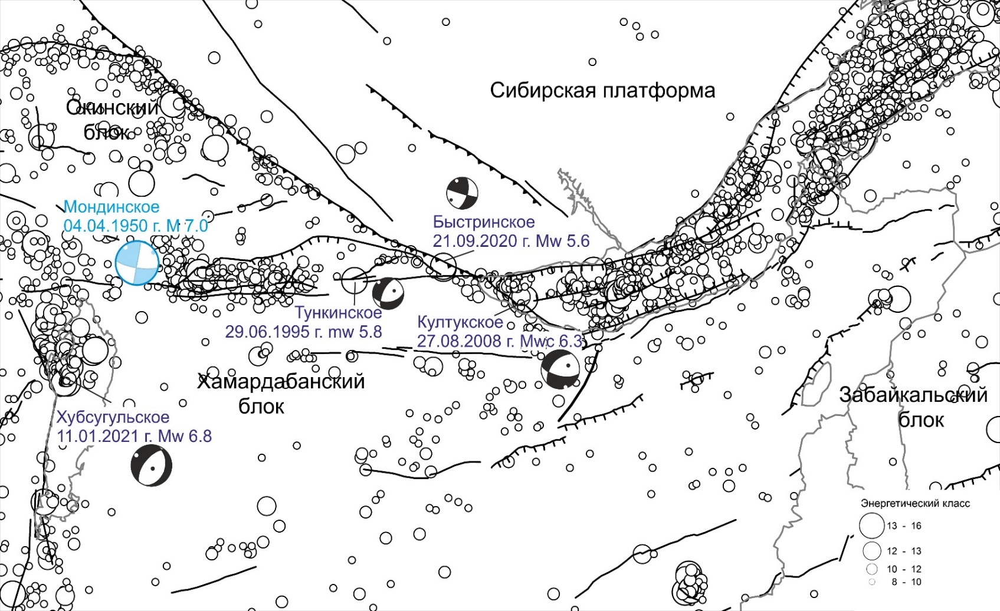 Сибирская платформа
Окинский
блок
Мондинское
04.04.1950 г. М 7.0
Быстринское
21.09.2020 г. Mw 5.6
Тункинское
29.06.1995 г. mw 5.8
Култукское
27.08.2008 г. Mwc 6.3
Хамардабанский
блок
Забайкальский
блок
Хубсугульское
11.01.2021 г. Mw 6.8
Энергетический класс
13 - 16
12 - 13
10 - 12
8 - 10